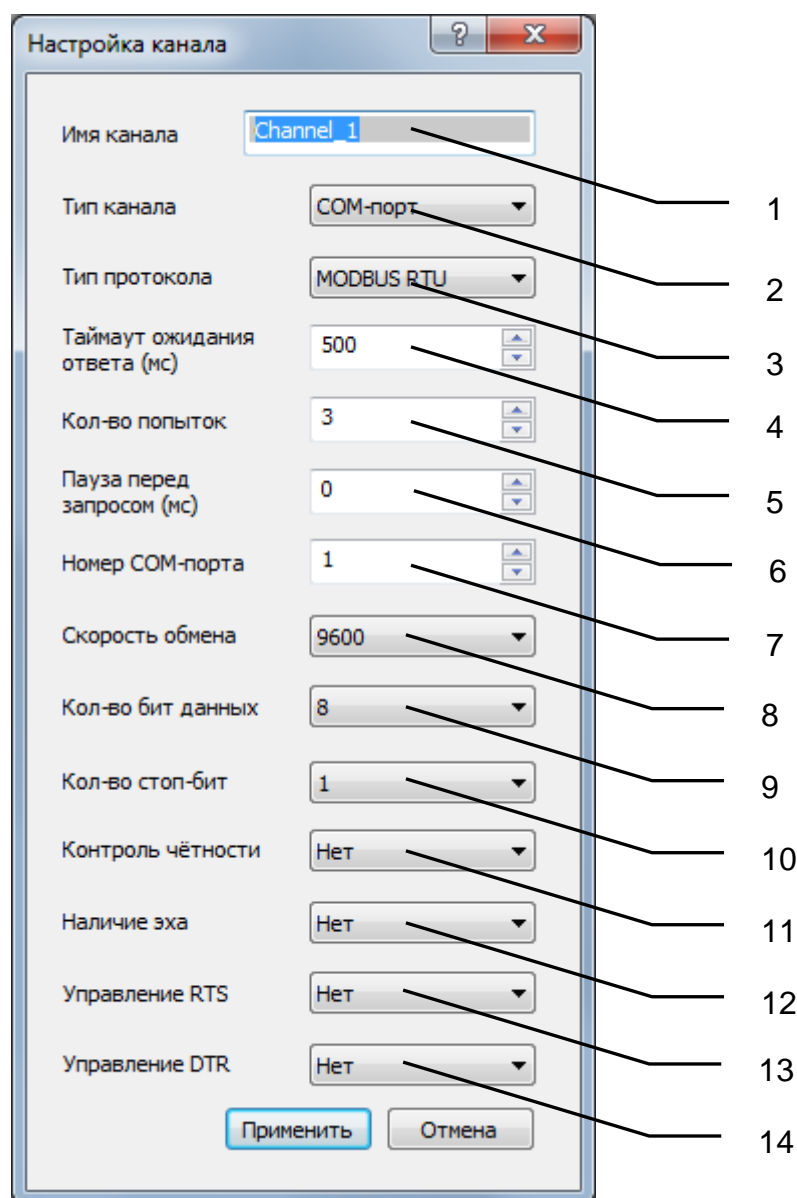 Настройка канала
Имя канала Channel_1
1
Тип канала COM-порт
2
Тип протокола MODBUS RTU
3
Таймаут ожидания
ответа (мс) 500
4
Кол-во попыток 3
5
Пауза перед
запросом (мс) 0
6
Номер COM-порта 1
7
Скорость обмена 9600
8
Кол-во бит данных 8
9
Кол-во стоп-бит 1
10
Контроль чётности Нет
11
Наличие эха Нет
12
Управление RTS Нет
13
Управление DTR Нет
14
Применить Отмена